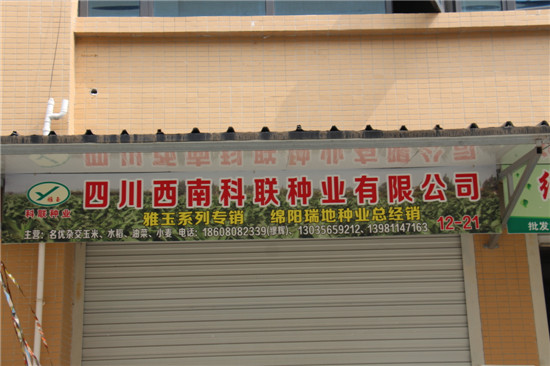 四川西南科联种业有限公司
科联种业
雅玉系列专销 绵阳瑞地种业总经销
主营:名优杂交玉米、水稻、油菜、小麦 电话:18608082339(缪辉) 13035659212、13981147163
12-21
批发